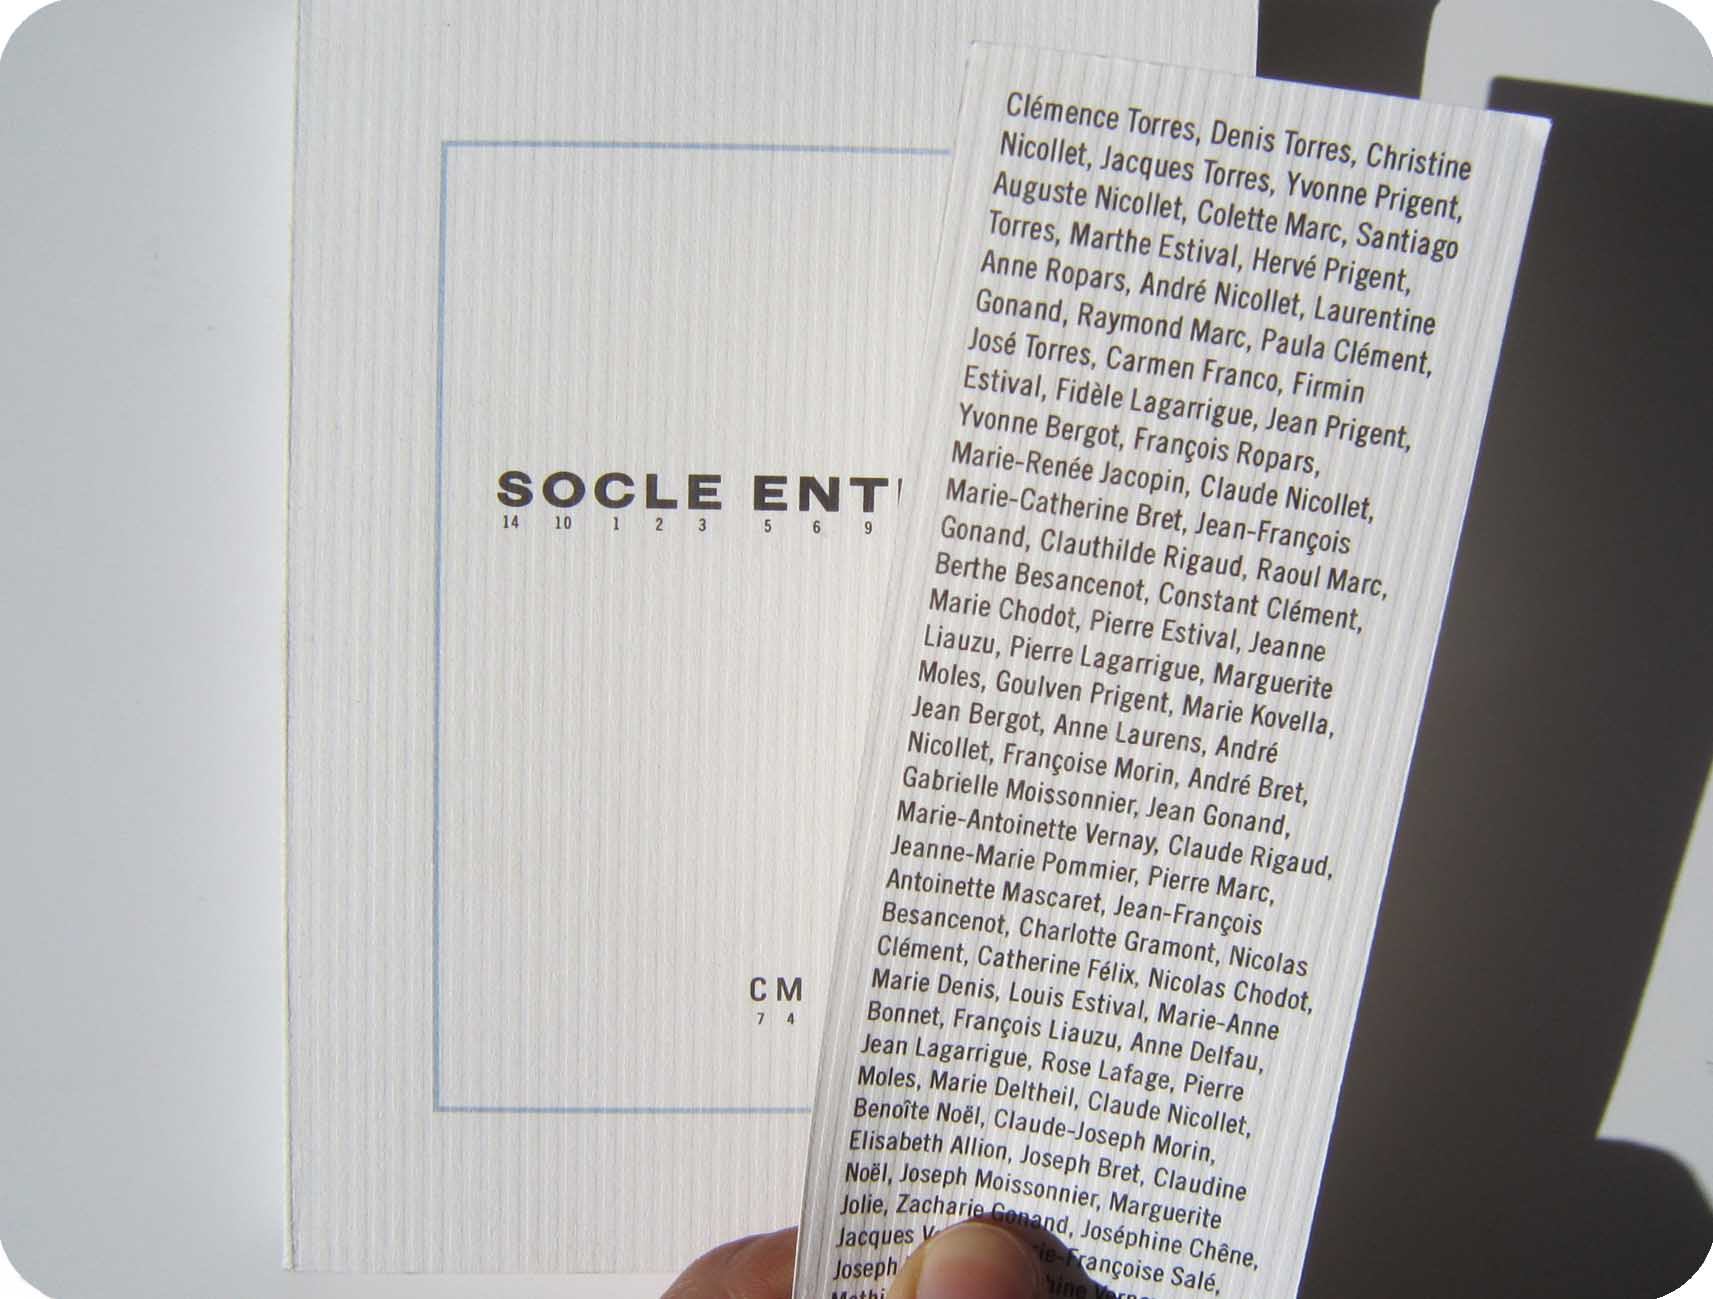 SOCLE ENT
14 10 1 2 3 5 6 9
CM
7 4
Clémence Torres, Denis Torres, Christine
Nicollet, Jacques Torres, Yvonne Prigent,
Auguste Nicollet, Colette Marc, Santiago
Torres, Marthe Estival, Hervé Prigent,
Anne Ropars, André Nicollet, Laurentine
Gonand, Raymond Marc, Paula Clément,
José Torres, Carmen Franco, Firmin
Estival, Fidèle Lagarrigue, Jean Prigent,
Yvonne Bergot, François Ropars,
Marie-Renée Jacopin, Claude Nicollet,
Marie-Catherine Bret, Jean-François
Gonand, Clauthilde Rigaud, Raoul Marc,
Berthe Besancenot, Constant Clément,
Marie Chodot, Pierre Estival, Jeanne
Liauzu, Pierre Lagarrigue, Marguerite
Moles, Goulven Prigent, Marie Kovella,
Jean Bergot, Anne Laurens, André
Nicollet, Françoise Morin, André Bret,
Gabrielle Moissonnier, Jean Gonand,
Marie-Antoinette Vernay, Claude Rigaud,
Jeanne-Marie Pommier, Pierre Marc,
Antoinette Mascaret, Jean-François
Besancenot, Charlotte Gramont, Nicolas
Clément, Catherine Félix, Nicolas Chodot,
Marie Denis, Louis Estival, Marie-Anne
Bonnet, François Liauzu, Anne Delfau,
Jean Lagarrigue, Rose Lafage, Pierre
Moles, Marie Deltheil, Claude Nicollet,
Benoîte Noël, Claude-Joseph Morin,
Elisabeth Allion, Joseph Bret, Claudine
Noël, Joseph Moissonnier, Marguerite
Jolie, Zacharie Gonand, Joséphine Chêne,
Jacques Françoise Salé,
Joseph